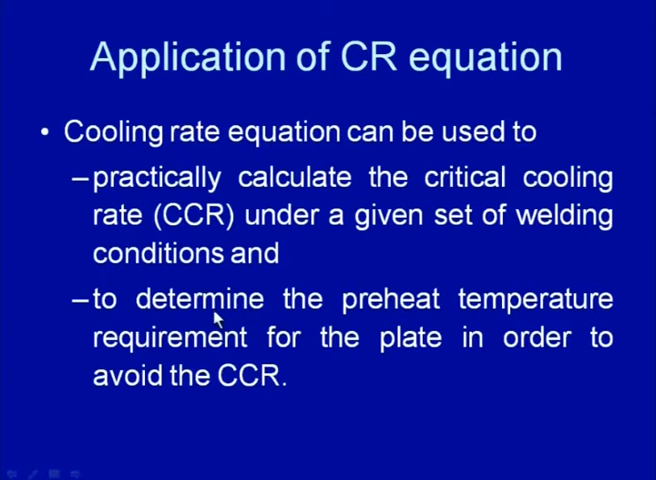 Application of CR equation
• Cooling rate equation can be used to
–practically calculate the critical cooling
rate (CCR) under a given set of welding
conditions and
–to determine the preheat temperature
requirement for the plate in order to
avoid the CCR.